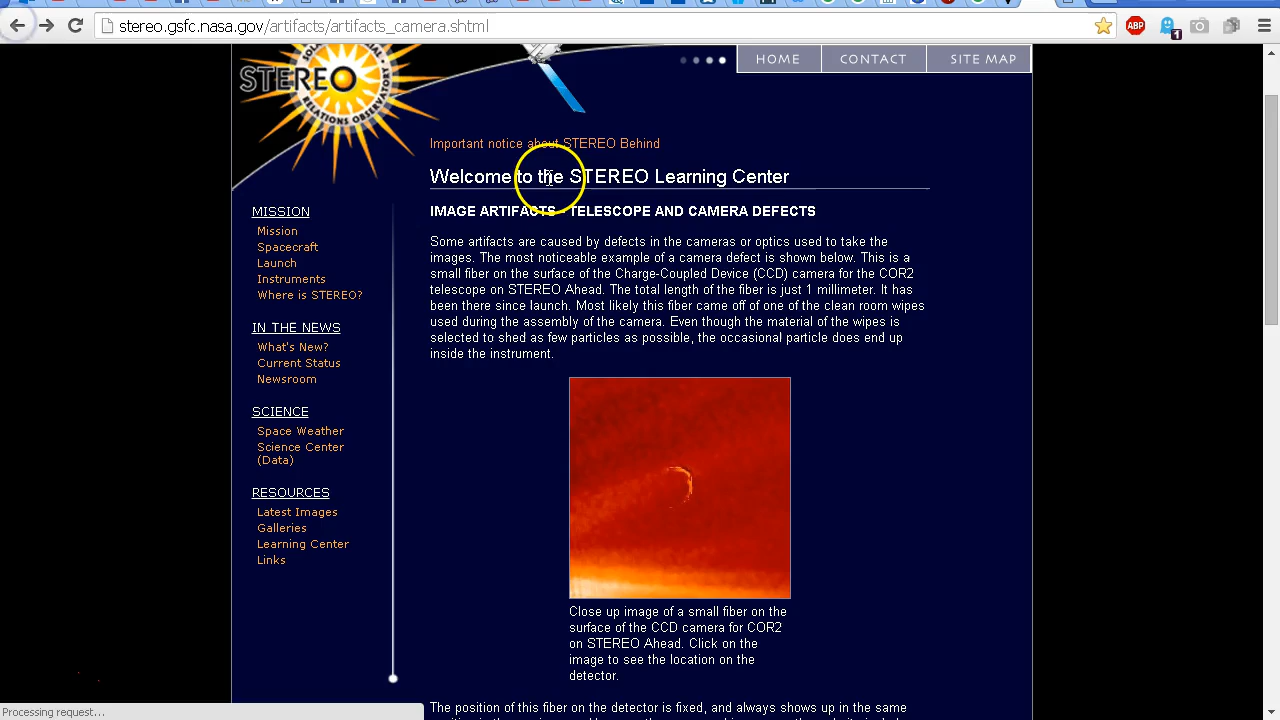 stereo.gsfc.nasa.gov/artifacts/artifacts_camera.shtml
ABP
1
STEREO
RELATIONS OBSERVATORY
HOME
CONTACT
SITE MAP
Important notice about STEREO Behind
Welcome to the STEREO Learning Center
MISSION
Mission
Spacecraft
Launch
Instruments
Where is STEREO?
IN THE NEWS
What's New?
Current Status
Newsroom
SCIENCE
Space Weather
Science Center
(Data)
RESOURCES
Latest Images
Galleries
Learning Center
Links
IMAGE ARTIFACTS - TELESCOPE AND CAMERA DEFECTS
Some artifacts are caused by defects in the cameras or optics used to take the
images. The most noticeable example of a camera defect is shown below. This is a
small fiber on the surface of the Charge-Coupled Device (CCD) camera for the COR2
telescope on STEREO Ahead. The total length of the fiber is just 1 millimeter. It has
been there since launch. Most likely this fiber came off of one of the clean room wipes
used during the assembly of the camera. Even though the material of the wipes is
selected to shed as few particles as possible, the occasional particle does end up
inside the instrument.
Close up image of a small fiber on the
surface of the CCD camera for COR2
on STEREO Ahead. Click on the
image to see the location on the
detector.
The position of this fiber on the detector is fixed, and always shows up in the same
Processing request...